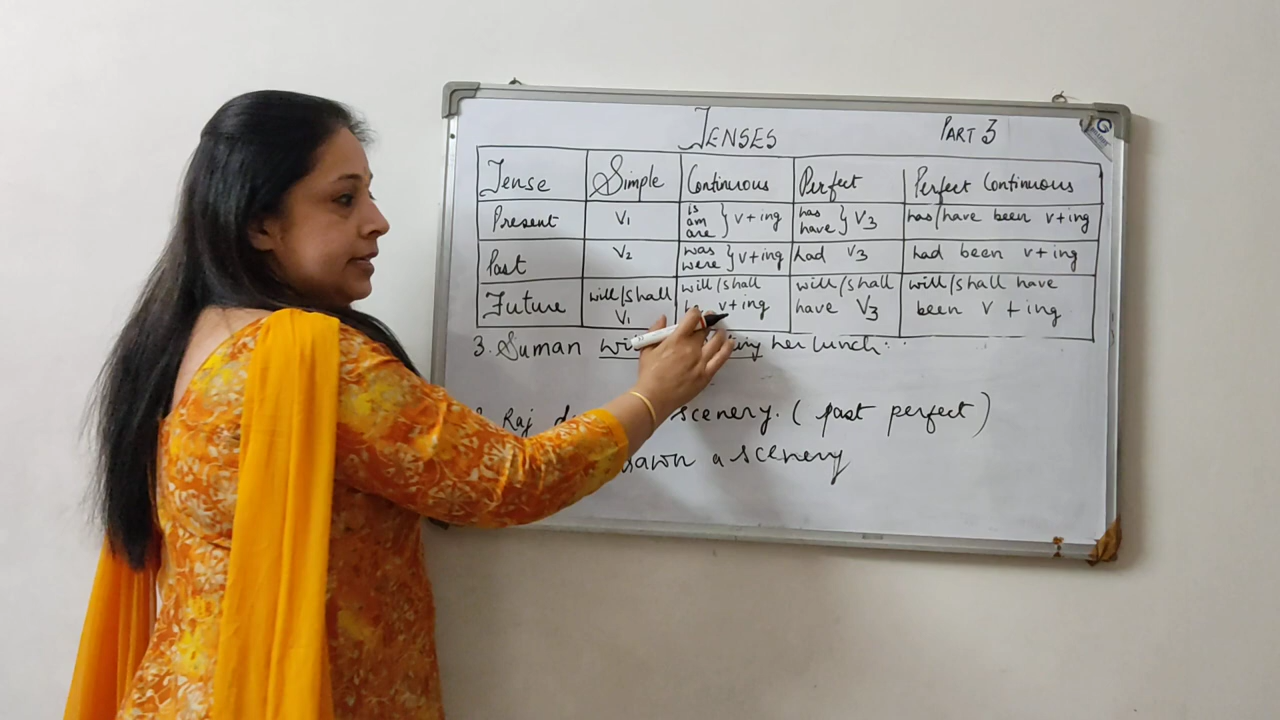 TENSES PART 3
Tense Simple Continuous Perfect Perfect Continuous
Present V1 is am are } v+ing has have } V3 has/have been v+ing
Past V2 was were } v+ing had V3 had been v+ing
Future will/shall V1 will/shall v+ing will/shall have V3 will/shall have been v + ing
3. Suman her lunch.
Raj scenery. ( past perfect )
a scenery